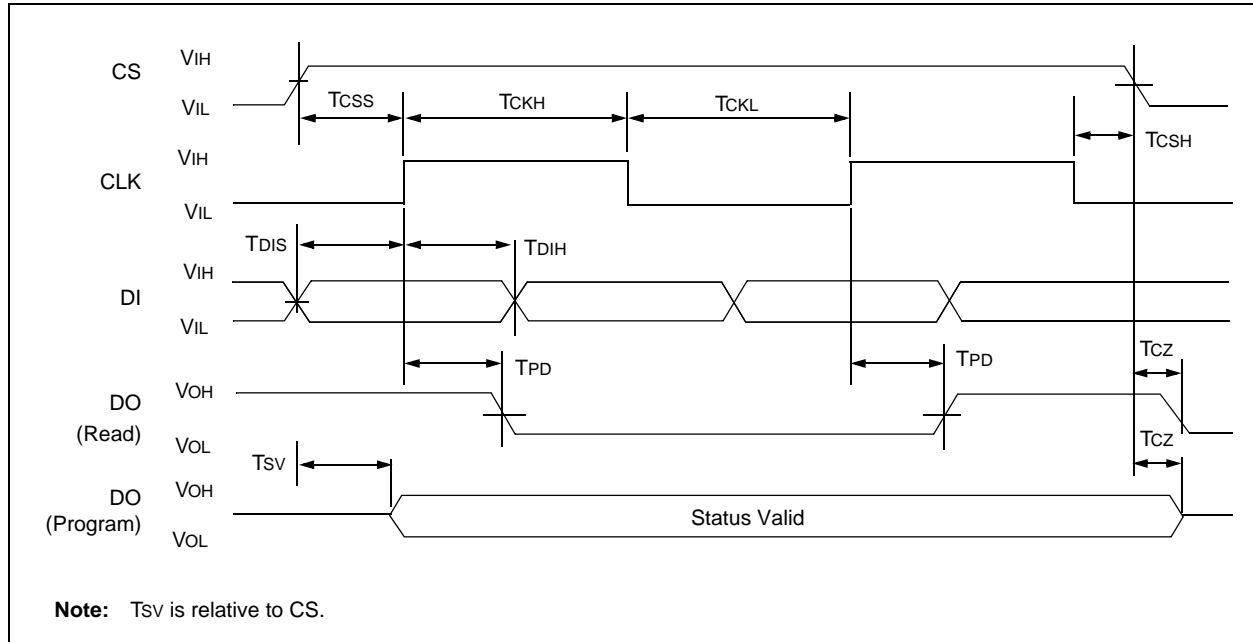 CS
VIH
VIL
TCSS
TCKH
TCKL
TCSH
CLK
VIH
VIL
TDIS
TDIH
DI
VIH
VIL
TPD
TPD
TCZ
DO
(Read)
VOH
VOL
TSV
TCZ
DO
(Program)
VOH
VOL
Status Valid
Note: TSV is relative to CS.